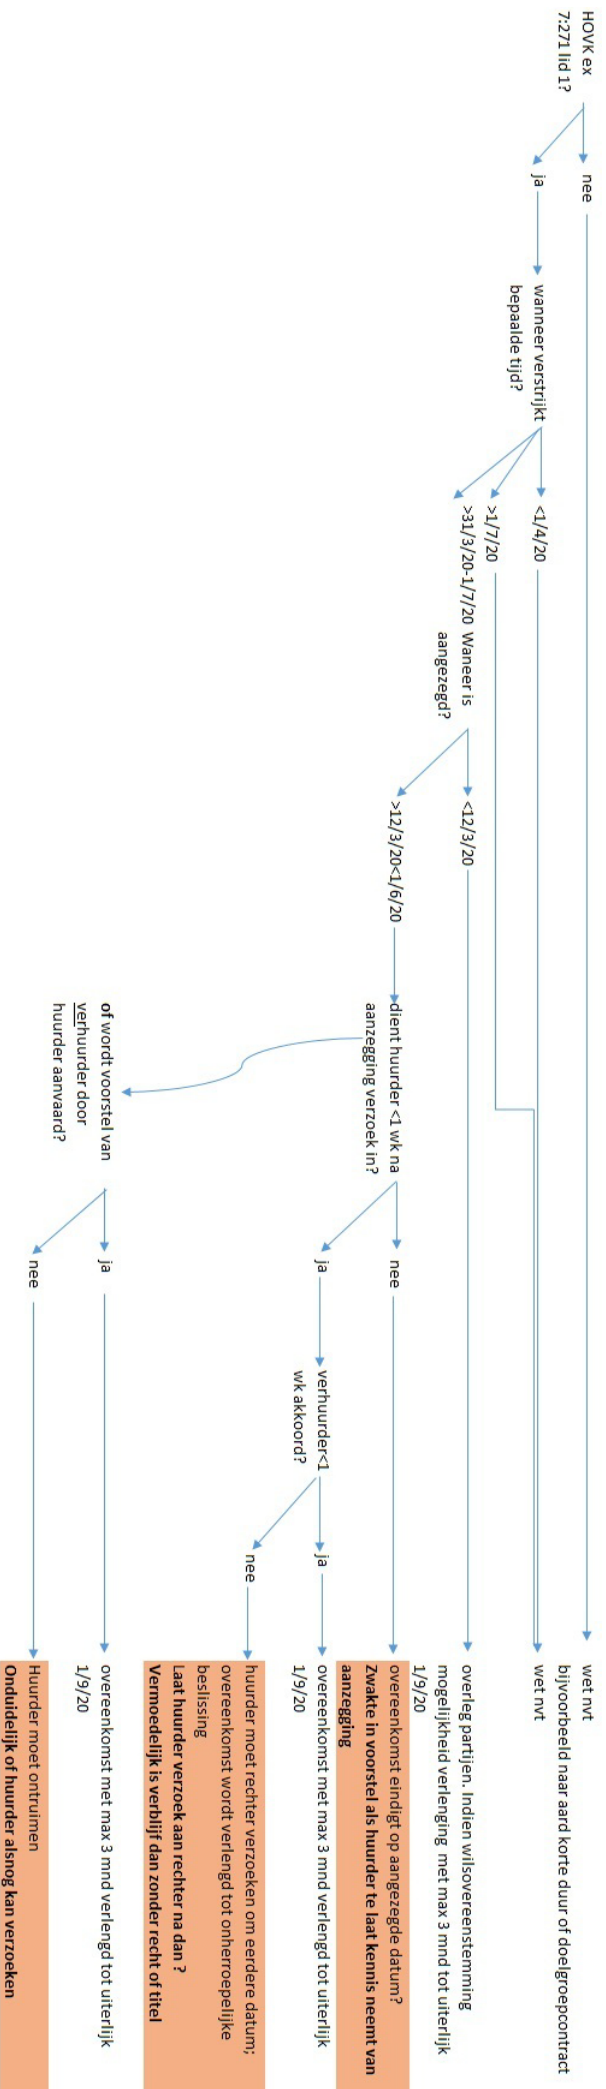 HOVK ex
7:271 lid 1?
nee
wet nvt
bijvoorbeeld naar aard korte duur of doelgroepcontract
ja
wanneer verstrijkt
bepaalde tijd?
<1/4/20
wet nvt
>1/7/20
>31/3/20-1/7/20 Waneer is
aangezegd?
<12/3/20
overleg partijen. Indien wilsovereenstemming
mogelijkheid verlenging met max 3 mnd tot uiterlijk
1/9/20
>12/3/20<1/6/20
dient huurder <1 wk na
aanzegging verzoek in?
nee
overeenkomst eindigt op aangezegde datum?
Zwakte in voorstel als huurder te laat kennis neemt van
aanzegging
ja
verhuurder<1
wk akkoord?
ja
overeenkomst met max 3 mnd verlengd tot uiterlijk
1/9/20
nee
huurder moet rechter verzoeken om eerdere datum;
overeenkomst wordt verlengd tot onherroepelijke
beslissing
Laat huurder verzoek aan rechter na dan ?
Vermoedelijk is verblijf dan zonder recht of titel
of wordt voorstel van
verhuurder door
huurder aanvaard?
ja
overeenkomst met max 3 mnd verlengd tot uiterlijk
1/9/20
nee
Huurder moet ontruimen
Onduidelijk of huurder alsnog kan verzoeken